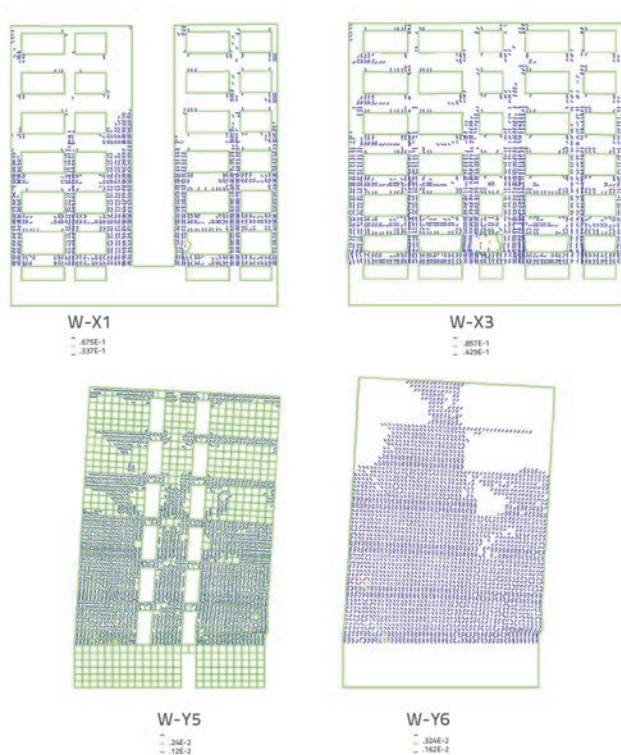 W-X1
.675E-1
.337E-1
W-X3
.857E-1
.429E-1
W-Y5
.24E-2
.12E-2
W-Y6
.324E-2
.162E-2